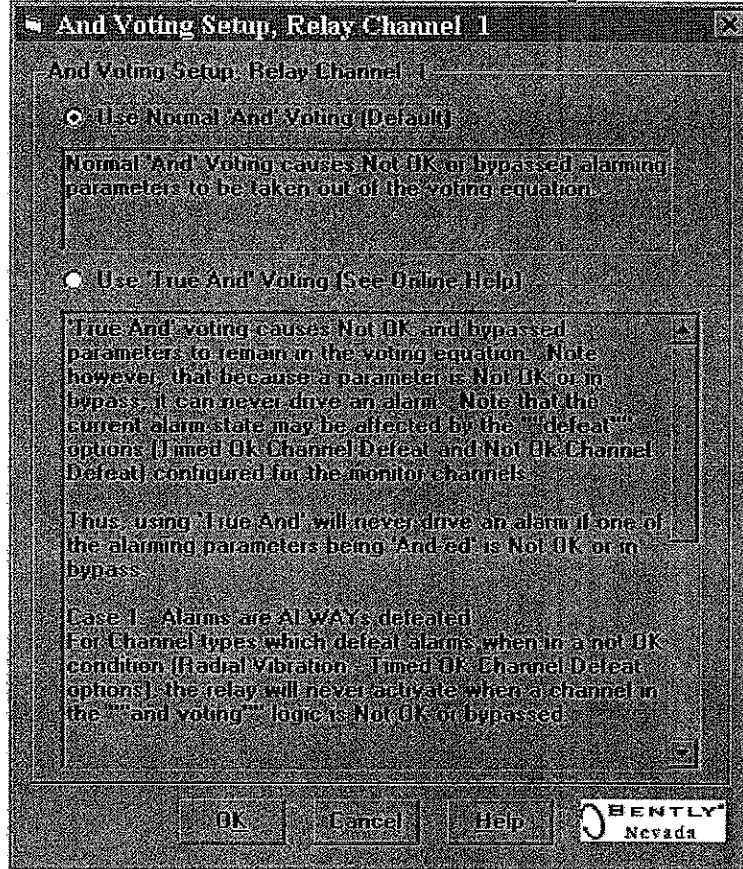 And Voting Setup, Relay Channel 1
And Voting Setup, Relay Channel 1
Use Normal 'And' Voting (Default)
Normal 'And' Voting causes Not OK or bypassed alarming
parameters to be taken out of the voting equation.
Use 'True And' Voting (See Online Help)
'True And' voting causes Not OK and bypassed
parameters to remain in the voting equation. Note
however, that because a parameter is Not OK or in
bypass, it can never drive an alarm. Note that the
current alarm state may be affected by the ""defeat""
options (Timed Ok Channel Defeat and Not Ok Channel
Defeat) configured for the monitor channels.
Thus, using 'True And' will never drive an alarm if one of
the alarming parameters being 'And-ed' is Not OK or in
bypass.
Case 1 - Alarms are ALWAYs defeated
For Channel types which defeat alarms when in a not OK
condition (Radial Vibration - Timed OK Channel Defeat
options), the relay will never activate when a channel in
the ""and voting"" logic is Not OK or bypassed.
OK
Cancel
Help
BENTLY
Nevada